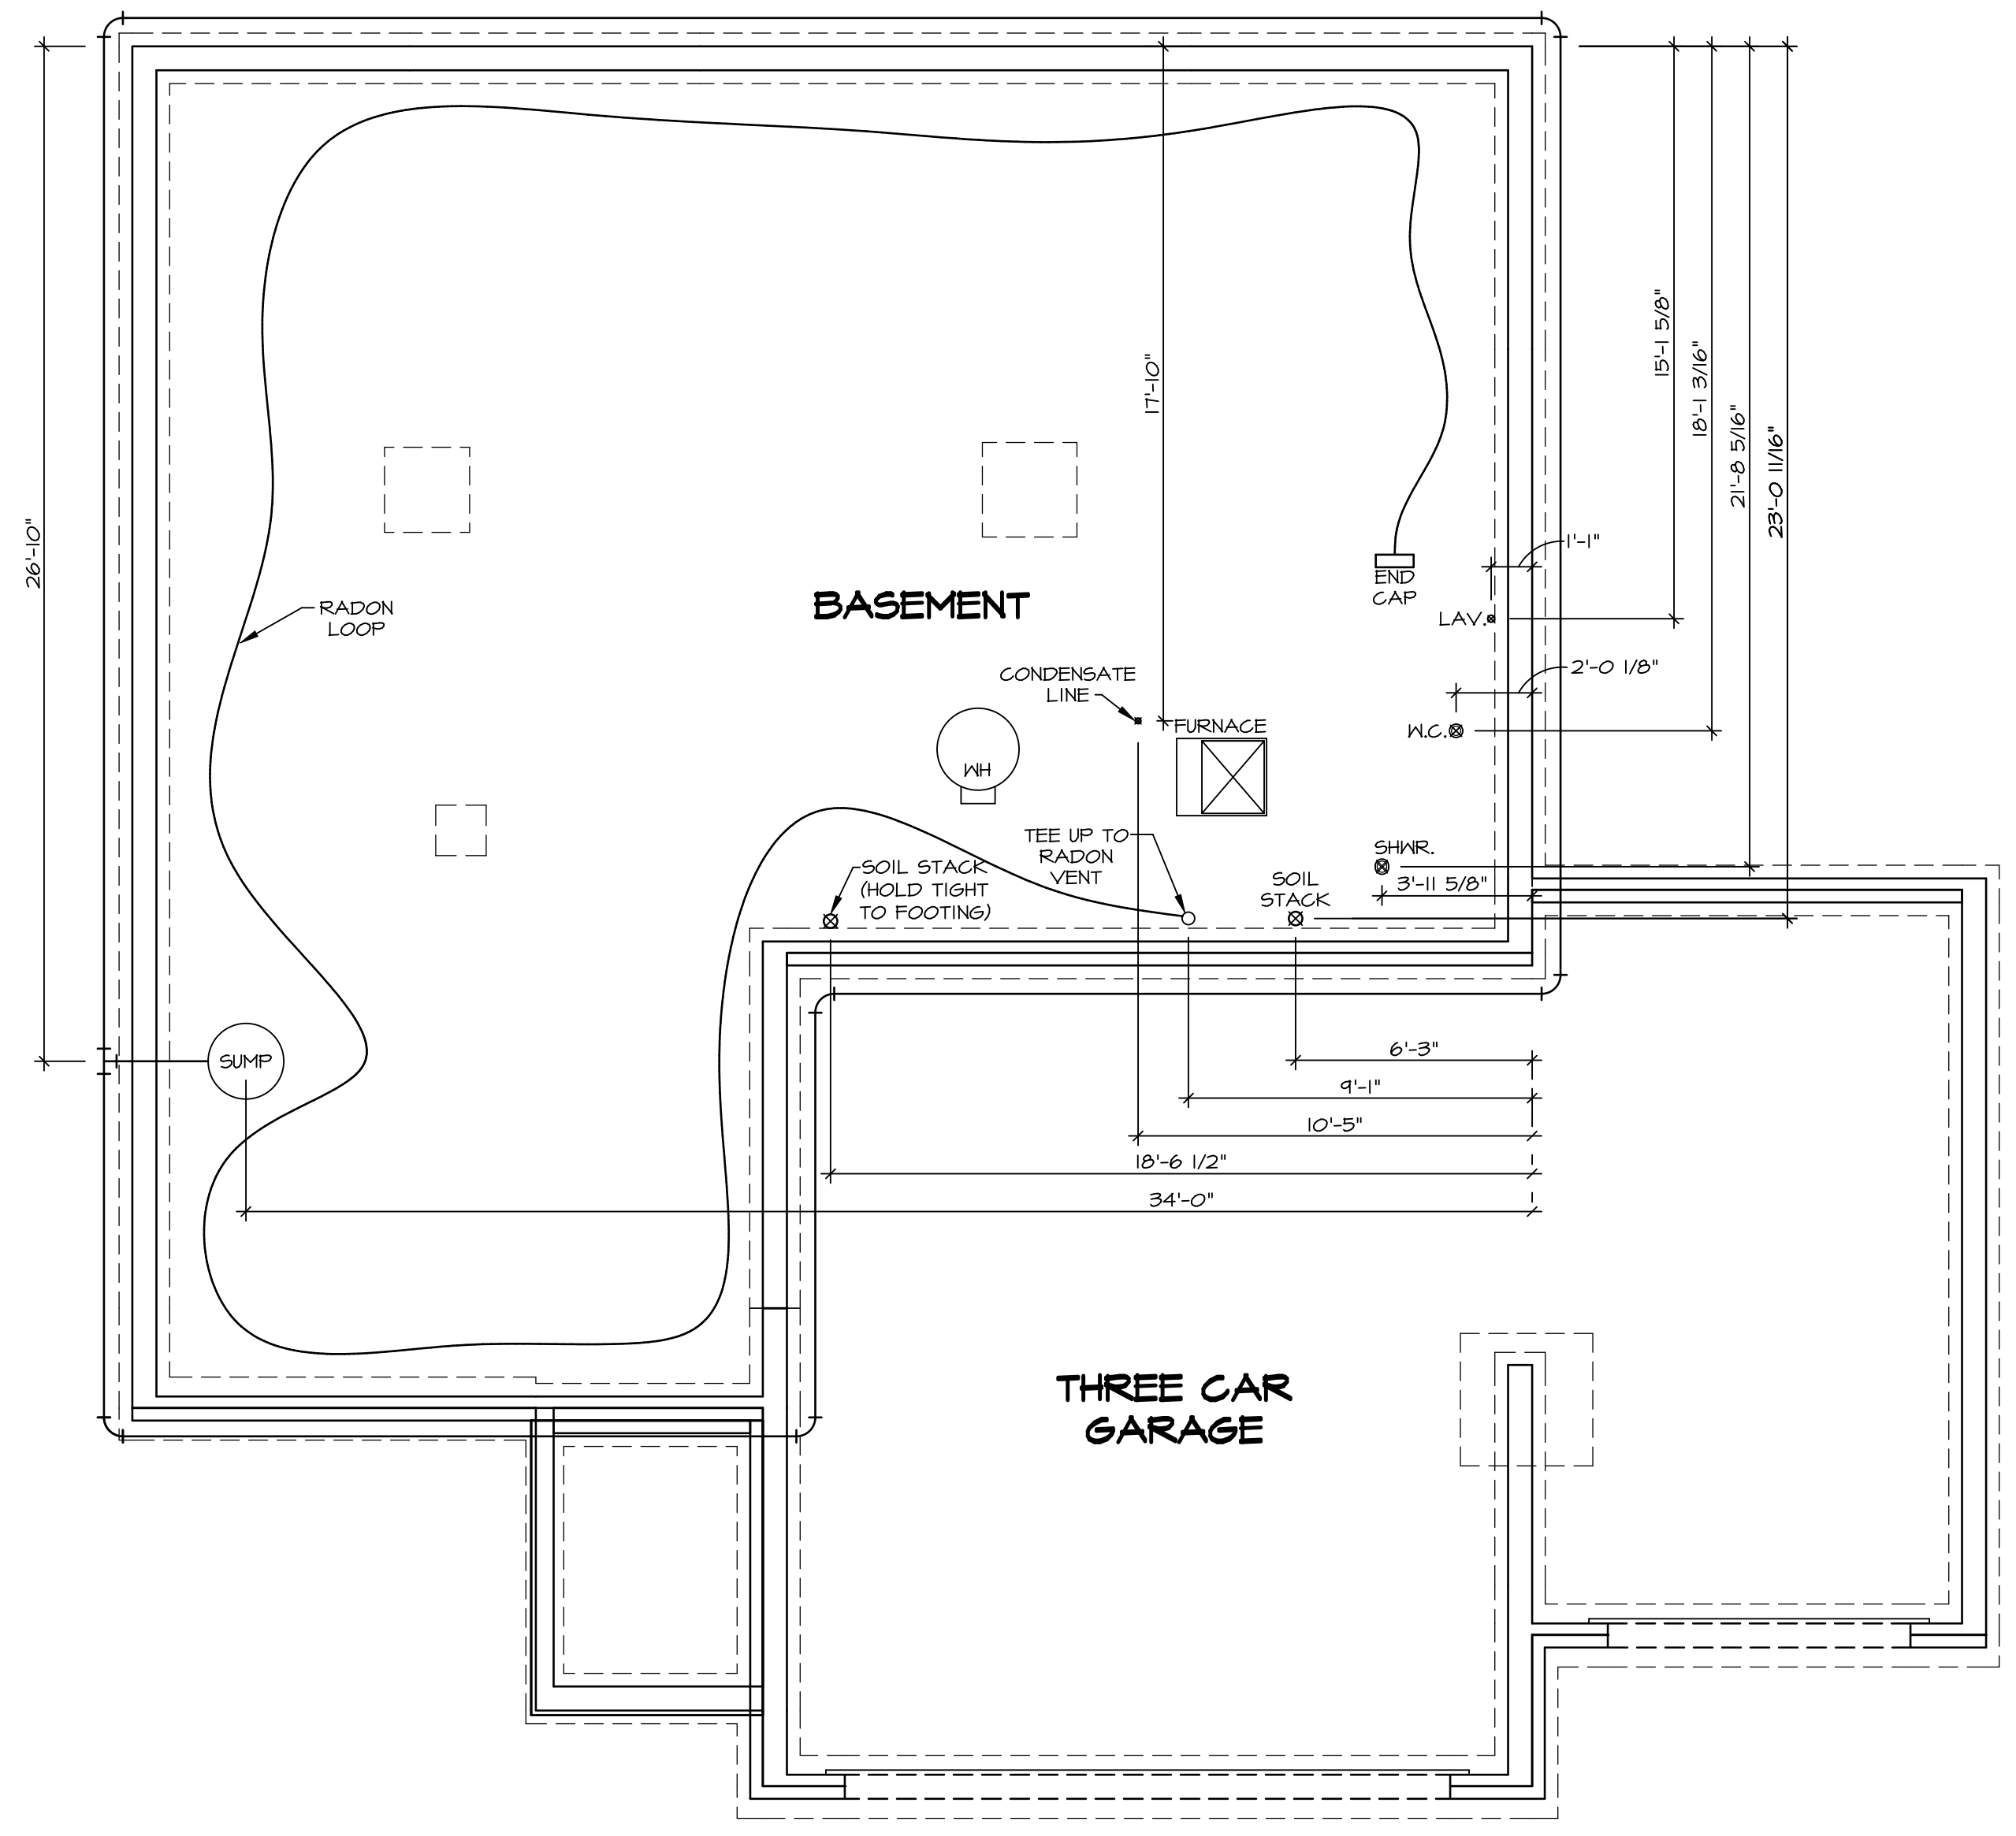 15'-1 5/8"
18'-1 3/16"
17'-10"
21'-8 5/16"
23'-0 11/16"
26'-10"
1'-1"
END
CAP
BASEMENT
RADON
LOOP
LAV.
2'-0 1/8"
CONDENSATE
LINE
FURNACE
W.C.
WH
TEE UP TO
RADON
VENT
SHWR.
SOIL STACK
(HOLD TIGHT
TO FOOTING)
SOIL
STACK
3'-11 5/8"
SUMP
6'-3"
9'-1"
10'-5"
18'-6 1/2"
34'-0"
THREE CAR
GARAGE